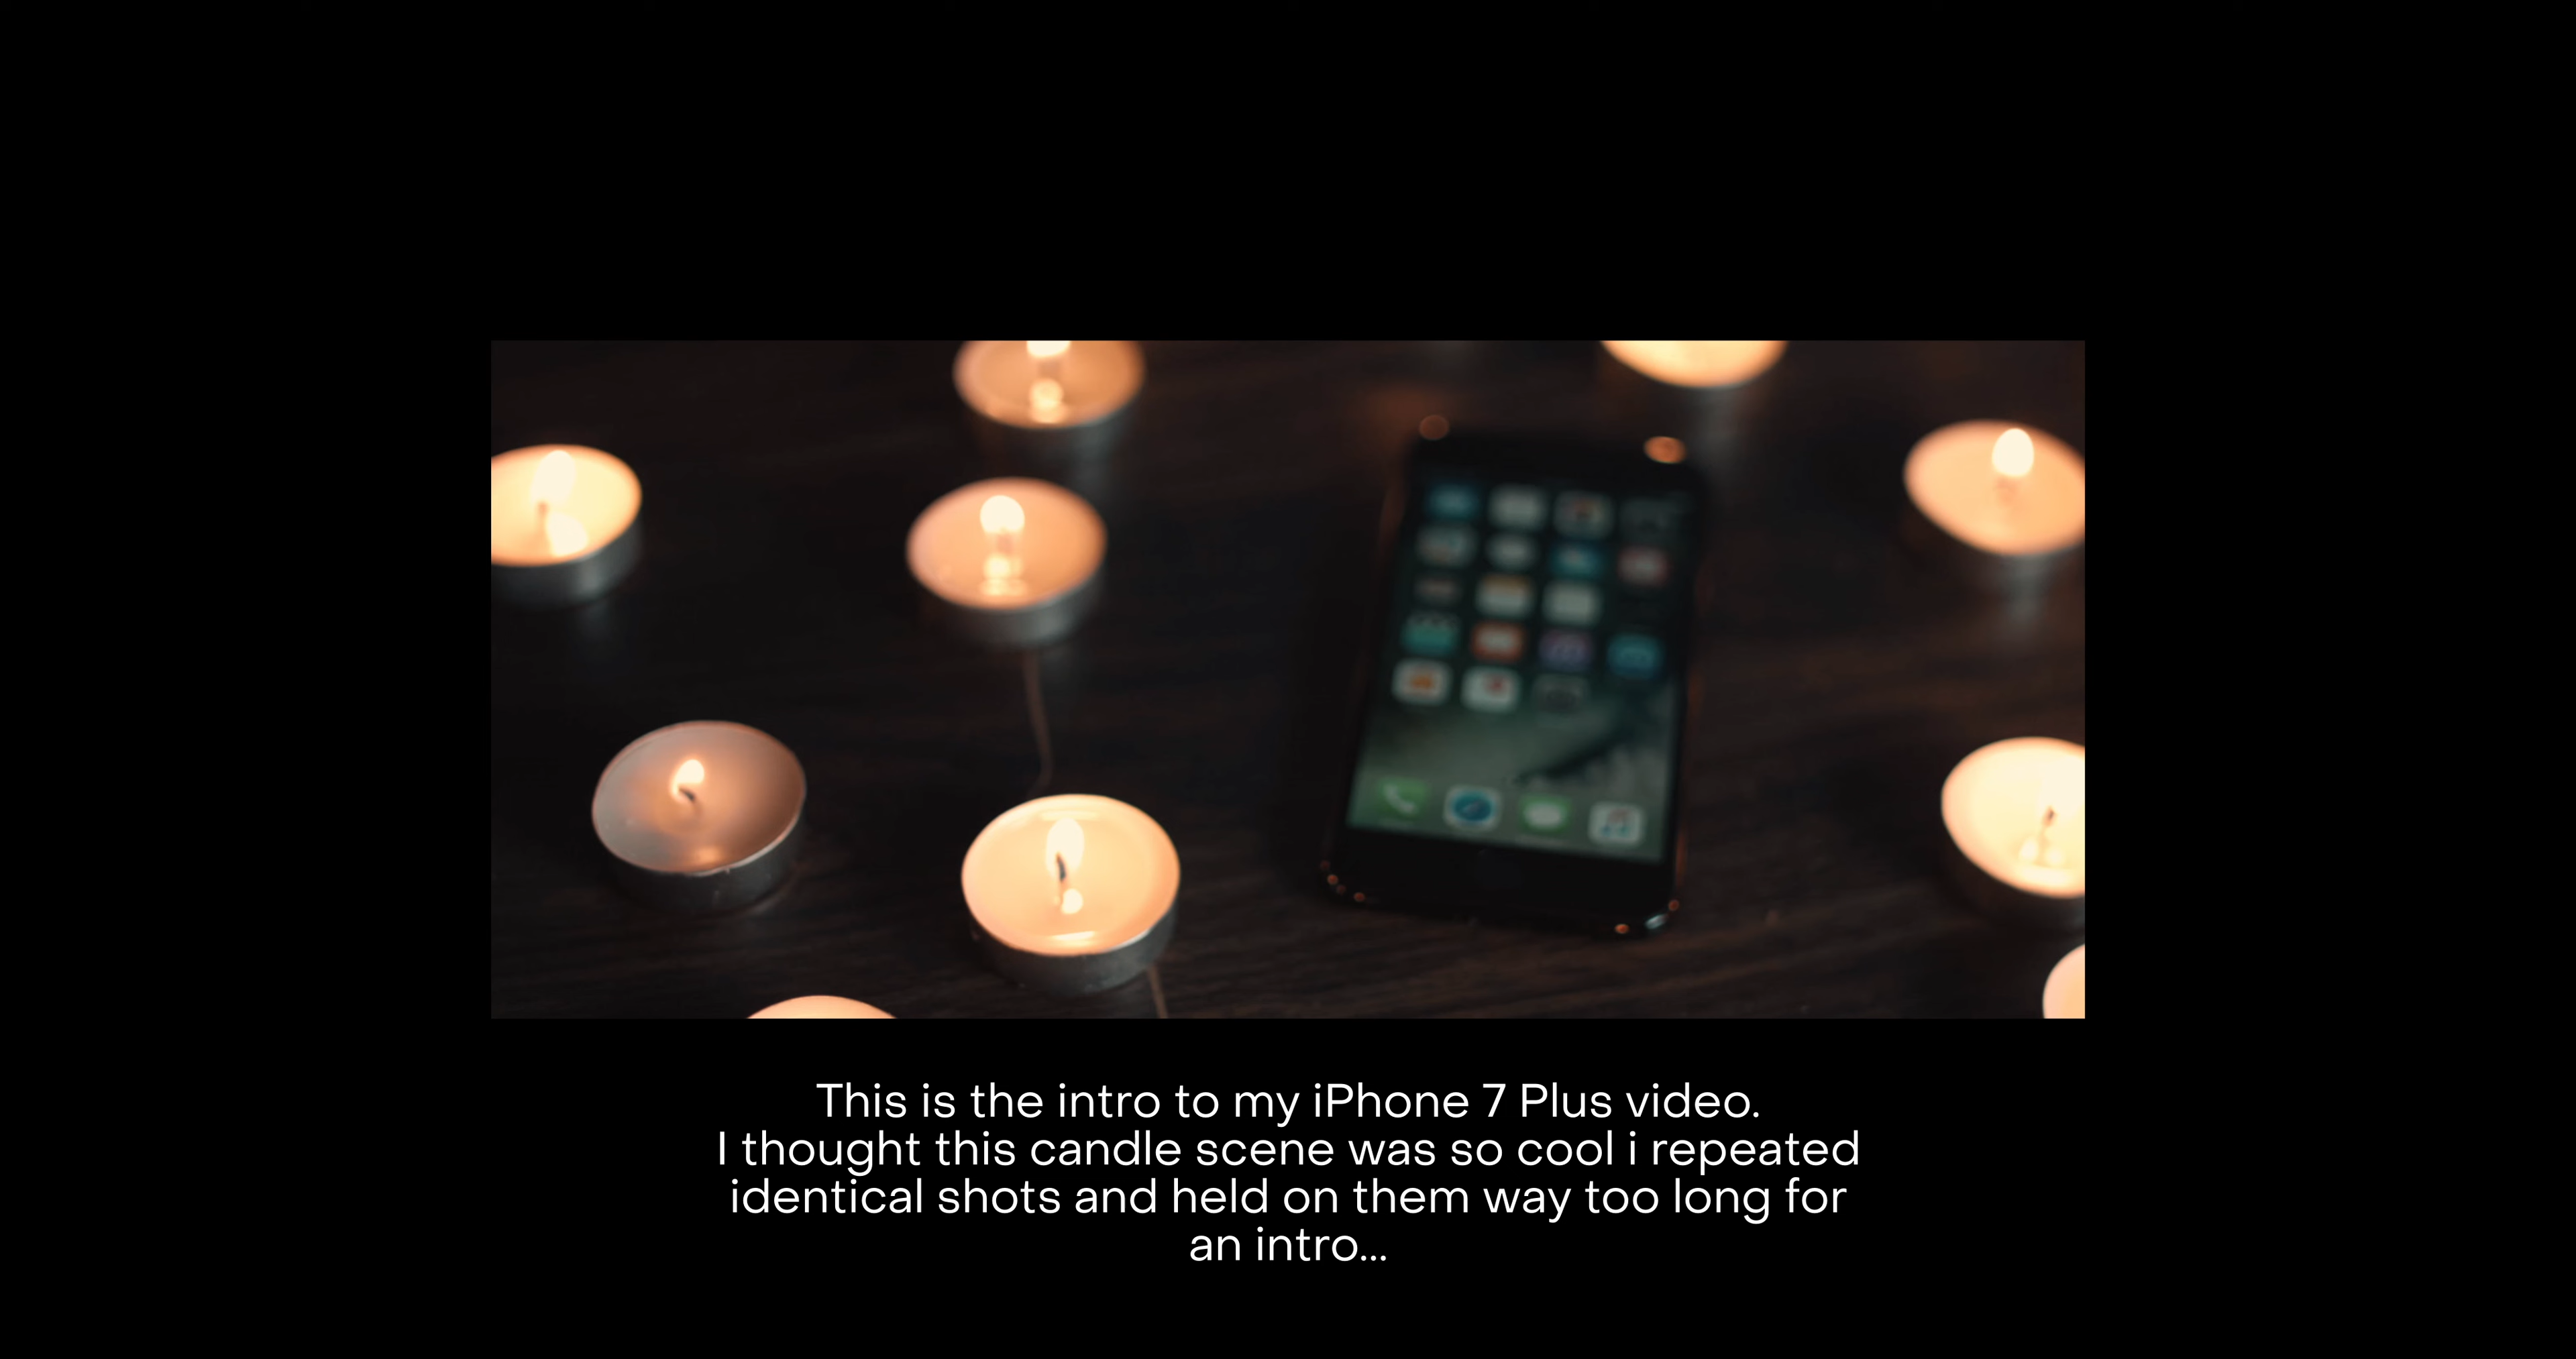 This is the intro to my iPhone 7 Plus video.
I thought this candle scene was so cool i repeated
identical shots and held on them way too long for
an intro...